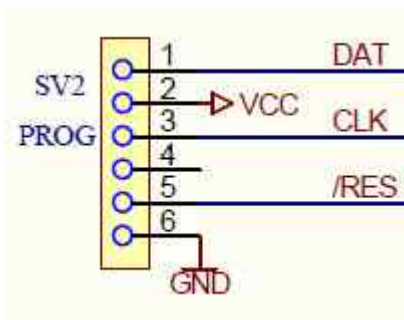 1 DAT
SV2
2 VCC
PROG 3 CLK
4
5 /RES
6
GND